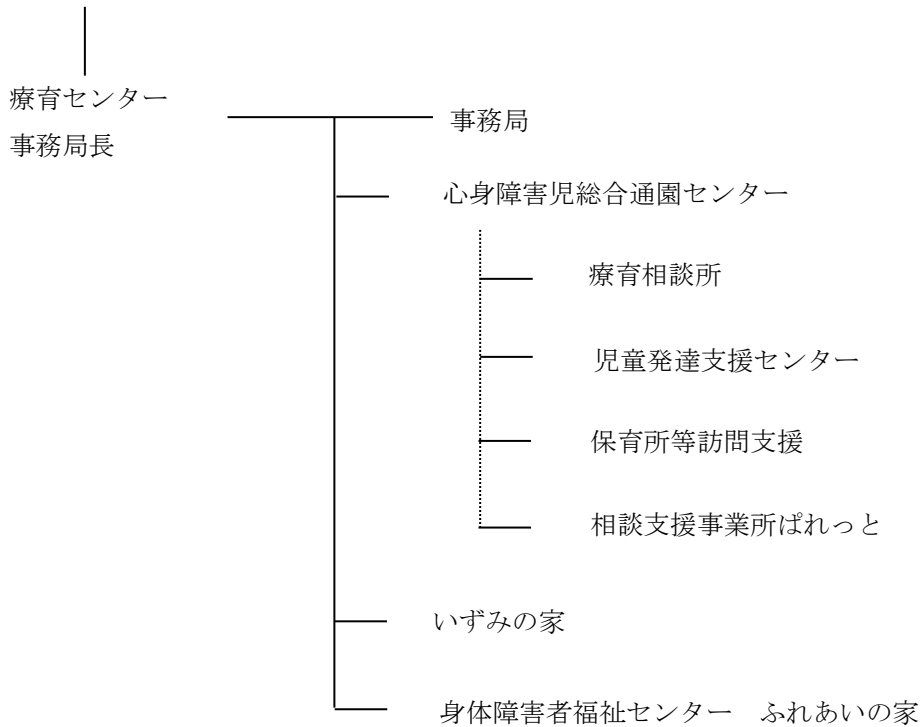 療育センター
事務局長
事務局
心身障害児総合通園センター
療育相談所
児童発達支援センター
保育所等訪問支援
相談支援事業所ぱれっと
いずみの家
身体障害者福祉センター　ふれあいの家